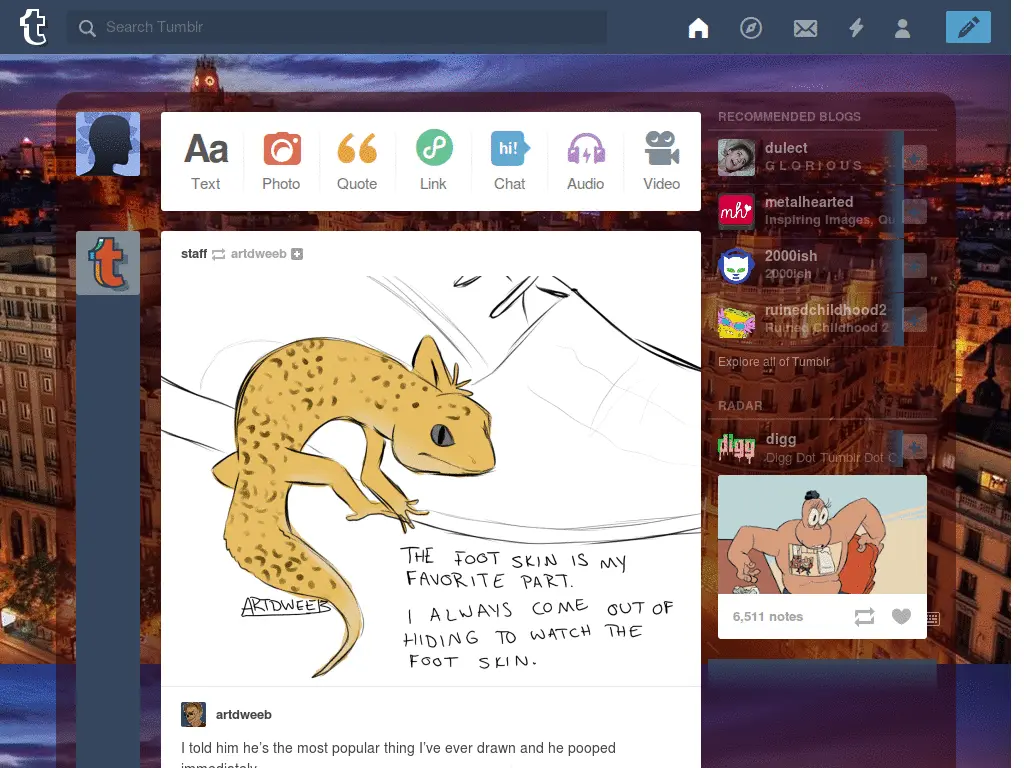 t
Search Tumblr
Aa
hi!
Text
Photo
Quote
Link
Chat
Audio
Video
staff artdweeb
THE FOOT SKIN IS MY
FAVORITE PART.
I ALWAYS COME OUT OF
HIDING TO WATCH THE
FOOT SKIN.
ARTDWEEB
artdweeb
I told him he's the most popular thing I've ever drawn and he pooped
immediately
RECOMMENDED BLOGS
dulect
G L O R I O U S
mh
metalhearted
Inspiring Images, Qu
2000ish
2000ish
ruinedchildhood2
Ruined Childhood 2
Explore all of Tumblr
RADAR
digg
digg
Digg Dot Tumblr Dot C
6,511 notes